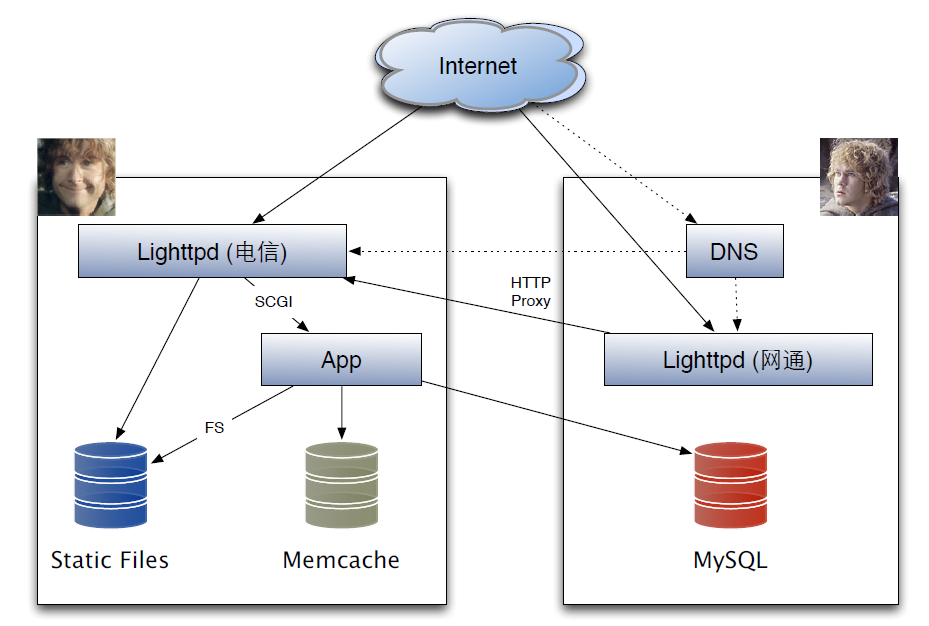 Internet
Lighttpd (电信)
DNS
HTTP
Proxy
SCGI
App
Lighttpd (网通)
FS
Static Files
Memcache
MySQL